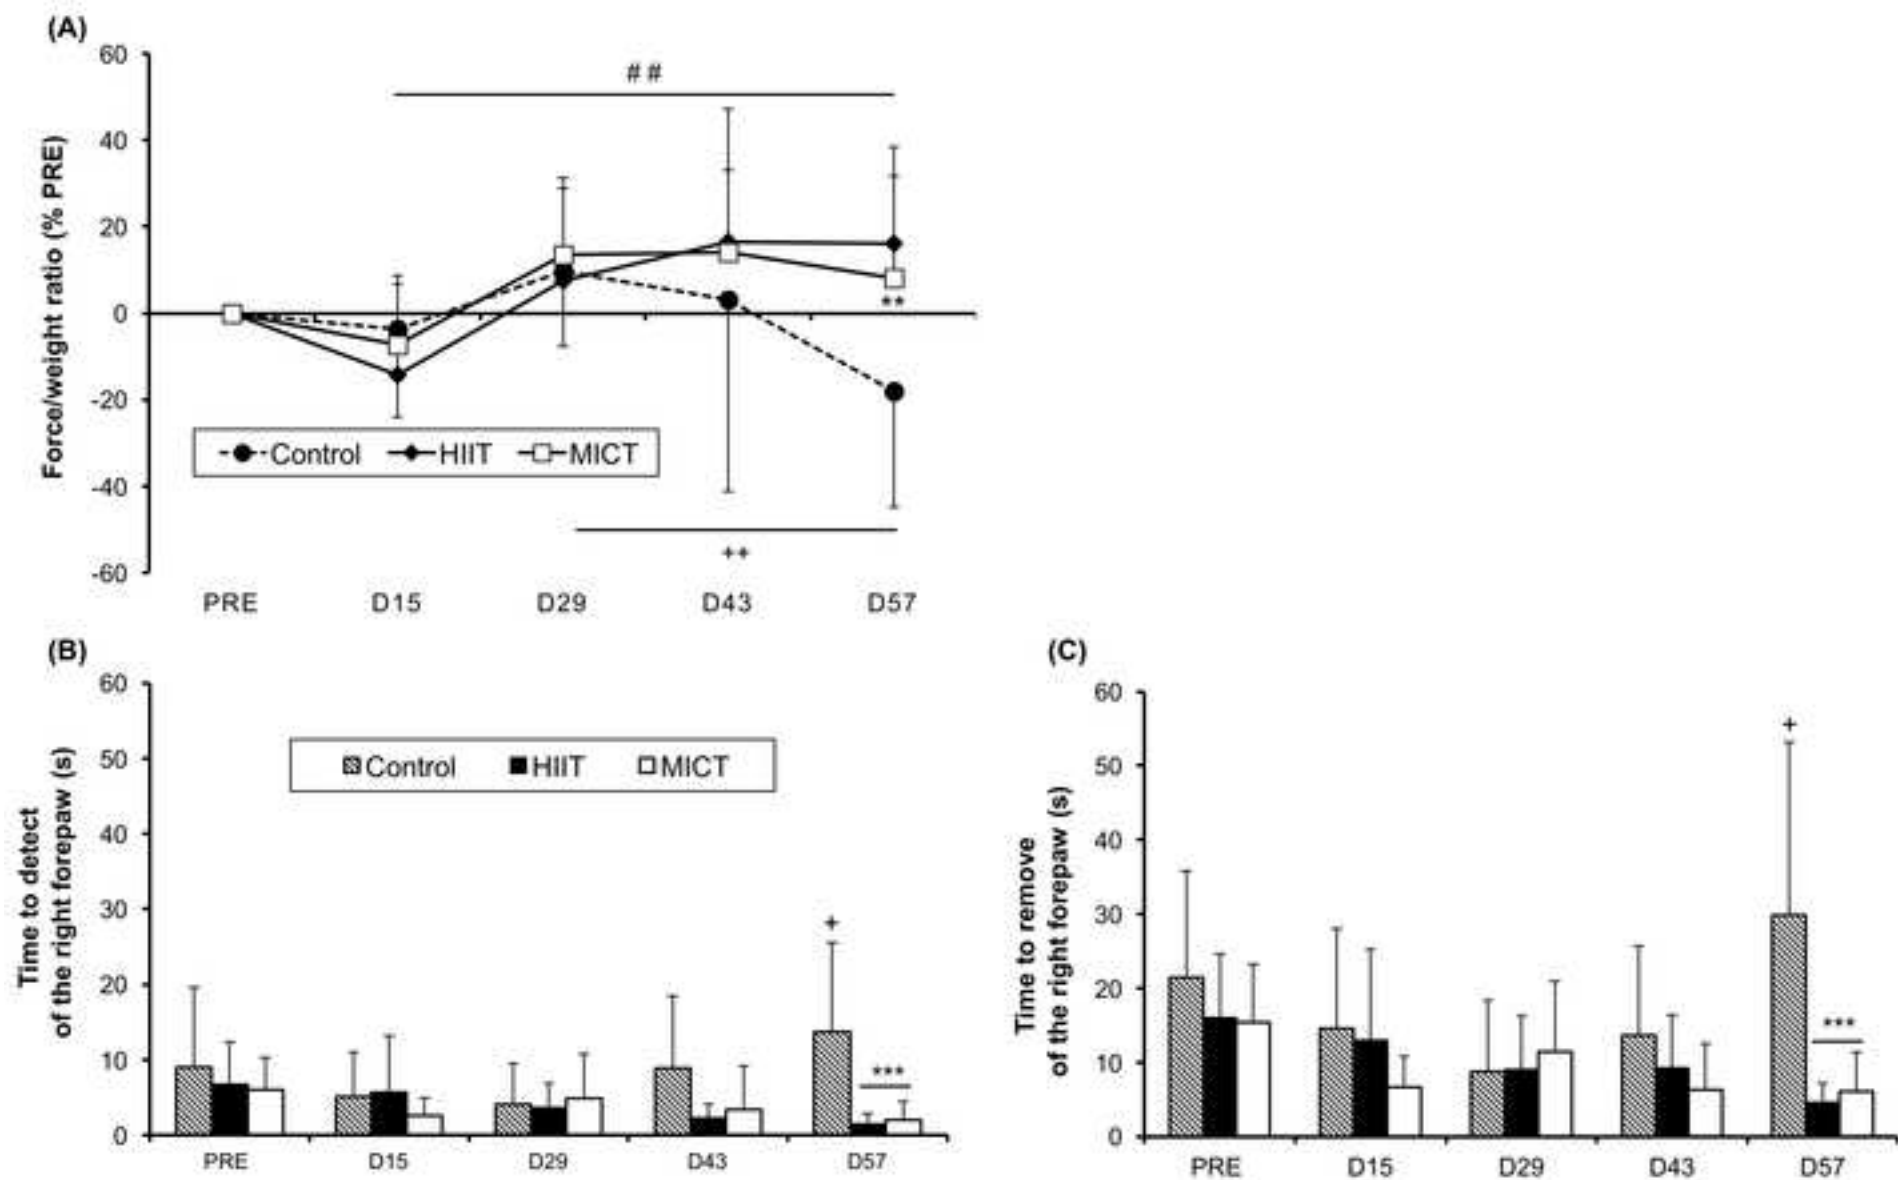 (A)
Force/weight ratio (% PRE)
60
40
20
0
-20
-40
-60
##
**
++
Control HIIT MICT
PRE D15 D29 D43 D57
(B)
Time to detect
of the right forepaw (s)
60
50
40
30
20
10
0
Control HIIT MICT
+
***
PRE D15 D29 D43 D57
(C)
Time to remove
of the right forepaw (s)
60
50
40
30
20
10
0
+
***
PRE D15 D29 D43 D57